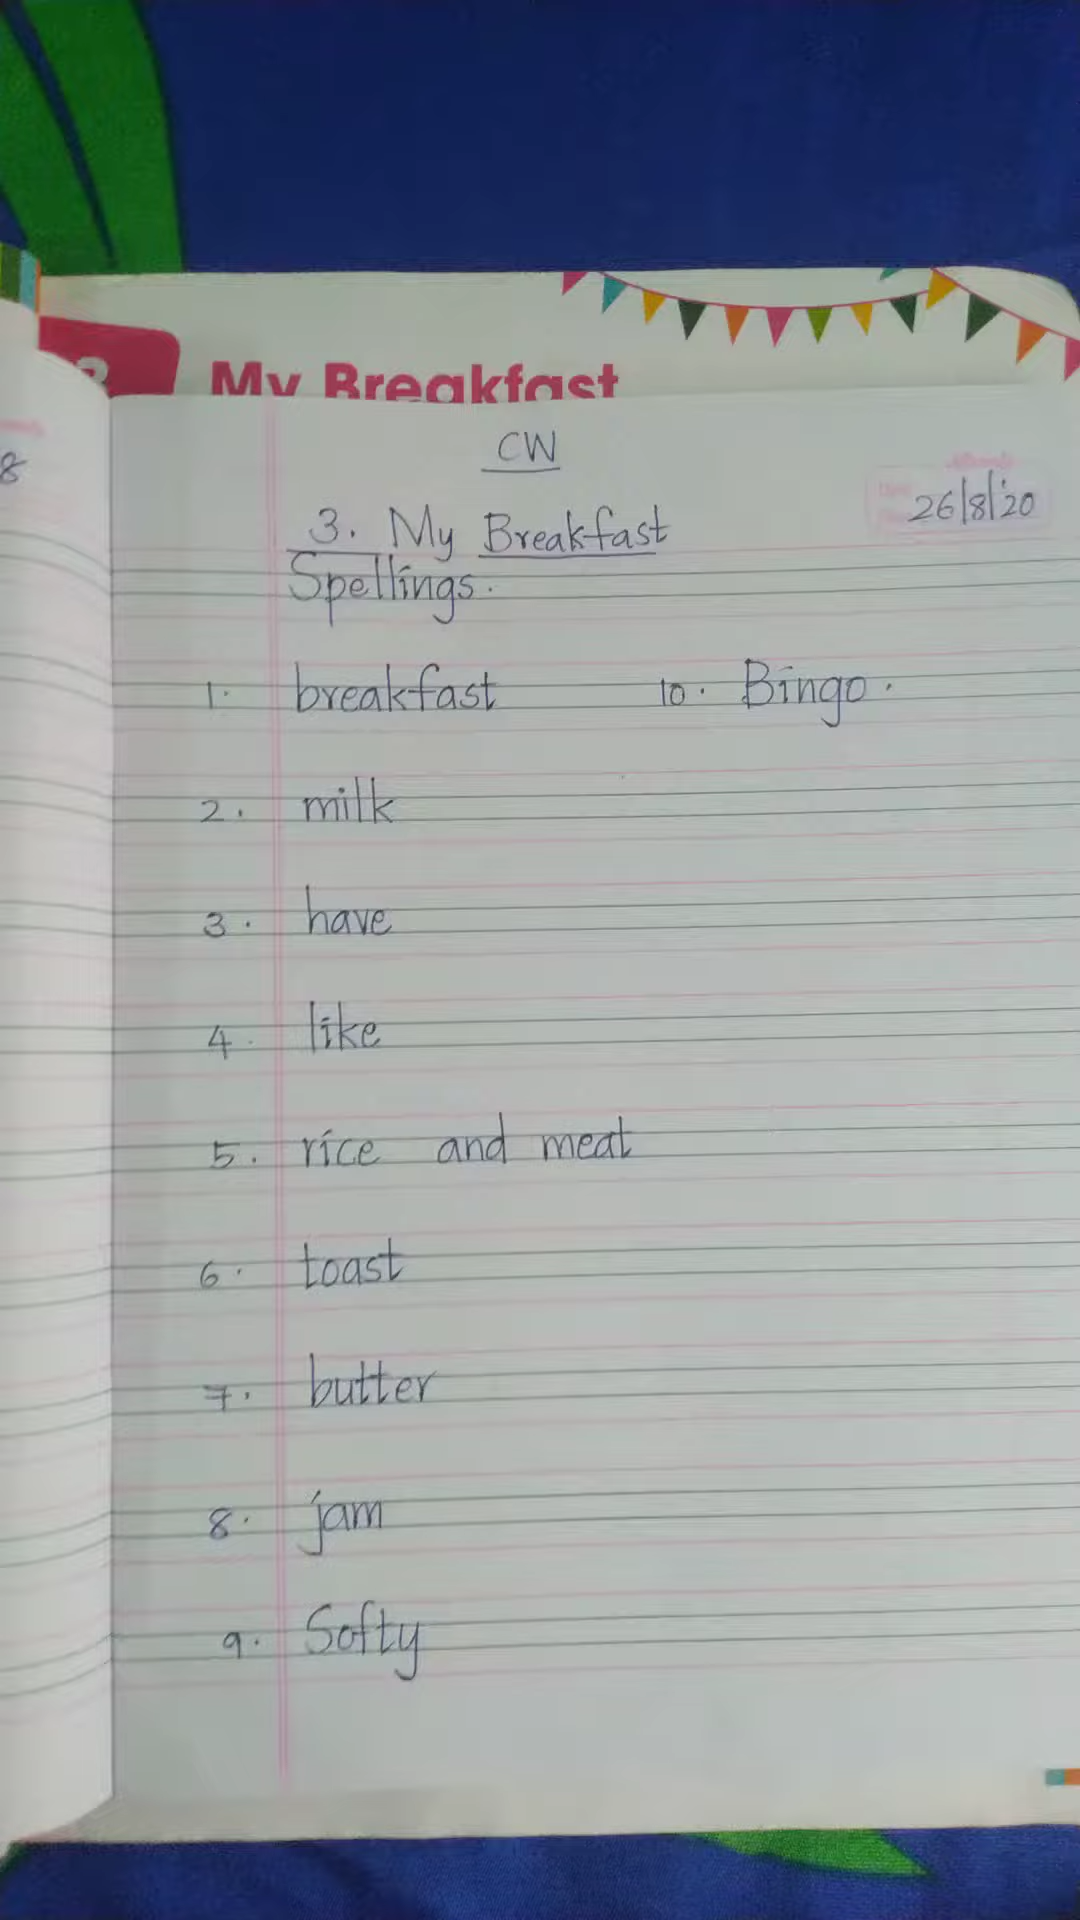 My Breakfast
CW
26/8/'20
3. My Breakfast
Spellings.
1. breakfast
2. milk
3. have
4. like
5. rice and meat
6. toast
7. butter
8. jam
9. Softy
10. Bingo.
8